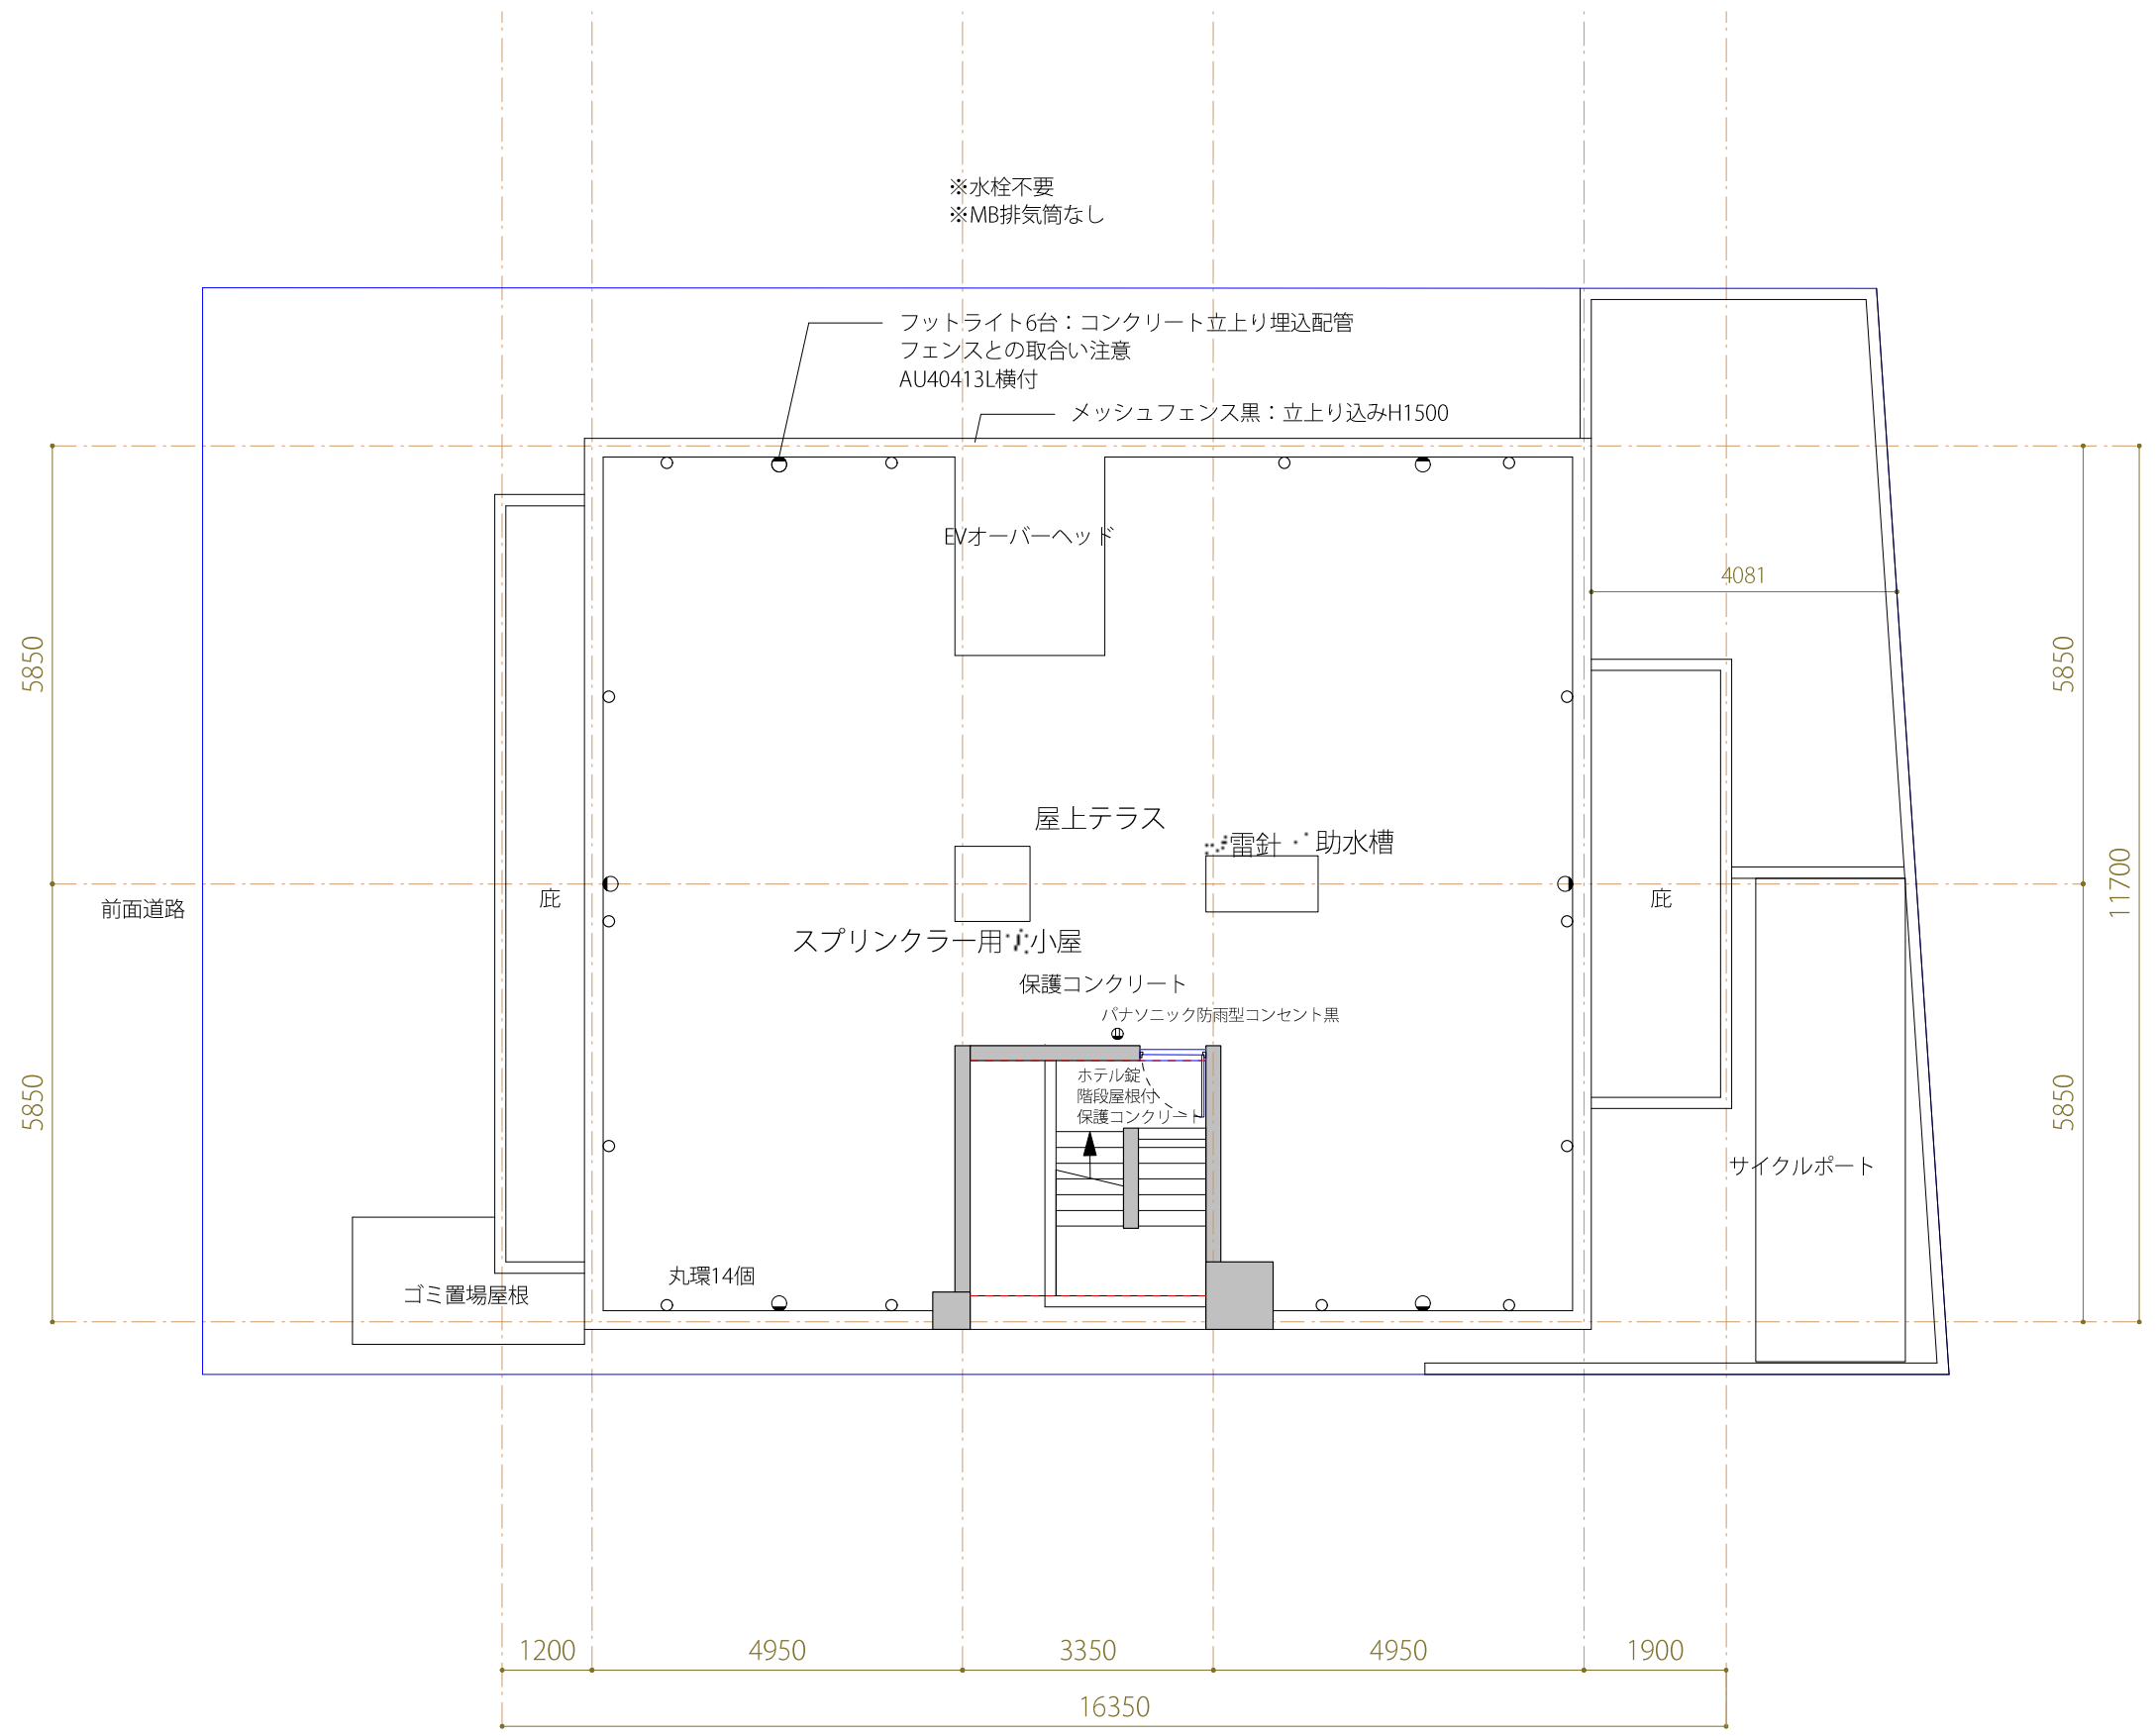 ※水栓不要
※MB排気筒なし
フットライト6台：コンクリート立上り埋込配管
フェンスとの取合い注意
AU40413L横付
メッシュフェンス黒：立上り込みH1500
EVオーバーヘッド
4081
5850
5850
11700
屋上テラス
雷針
助水槽
前面道路
庇
庇
スプリンクラー用
小屋
保護コンクリート
パナソニック防雨型コンセント黒
ホテル錠
階段屋根付
保護コンクリート
5850
5850
サイクルポート
丸環14個
ゴミ置場屋根
1200
4950
3350
4950
1900
16350